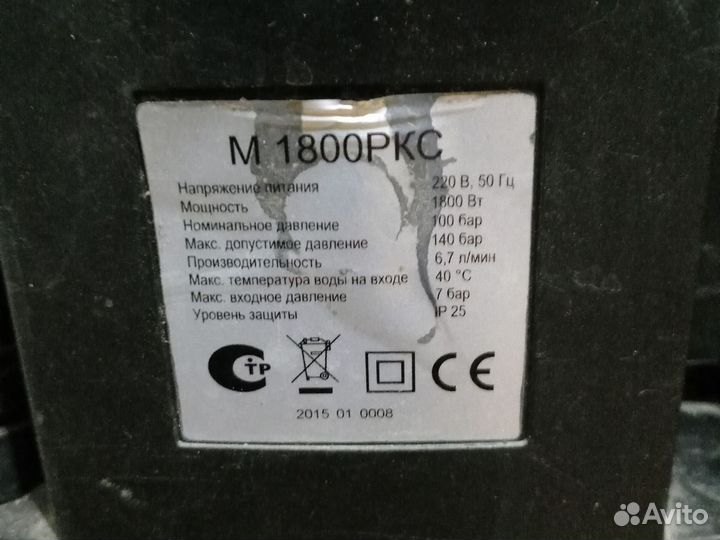 М 1800РКС
Напряжение питания 220 В, 50 Гц
Мощность 1800 Вт
Номинальное давление 100 бар
Макс. допустимое давление 140 бар
Производительность 6,7 л/мин
Макс. температура воды на входе 40 °C
Макс. входное давление 7 бар
Уровень защиты IP 25
СТР CE
2015 01 0008
Avito